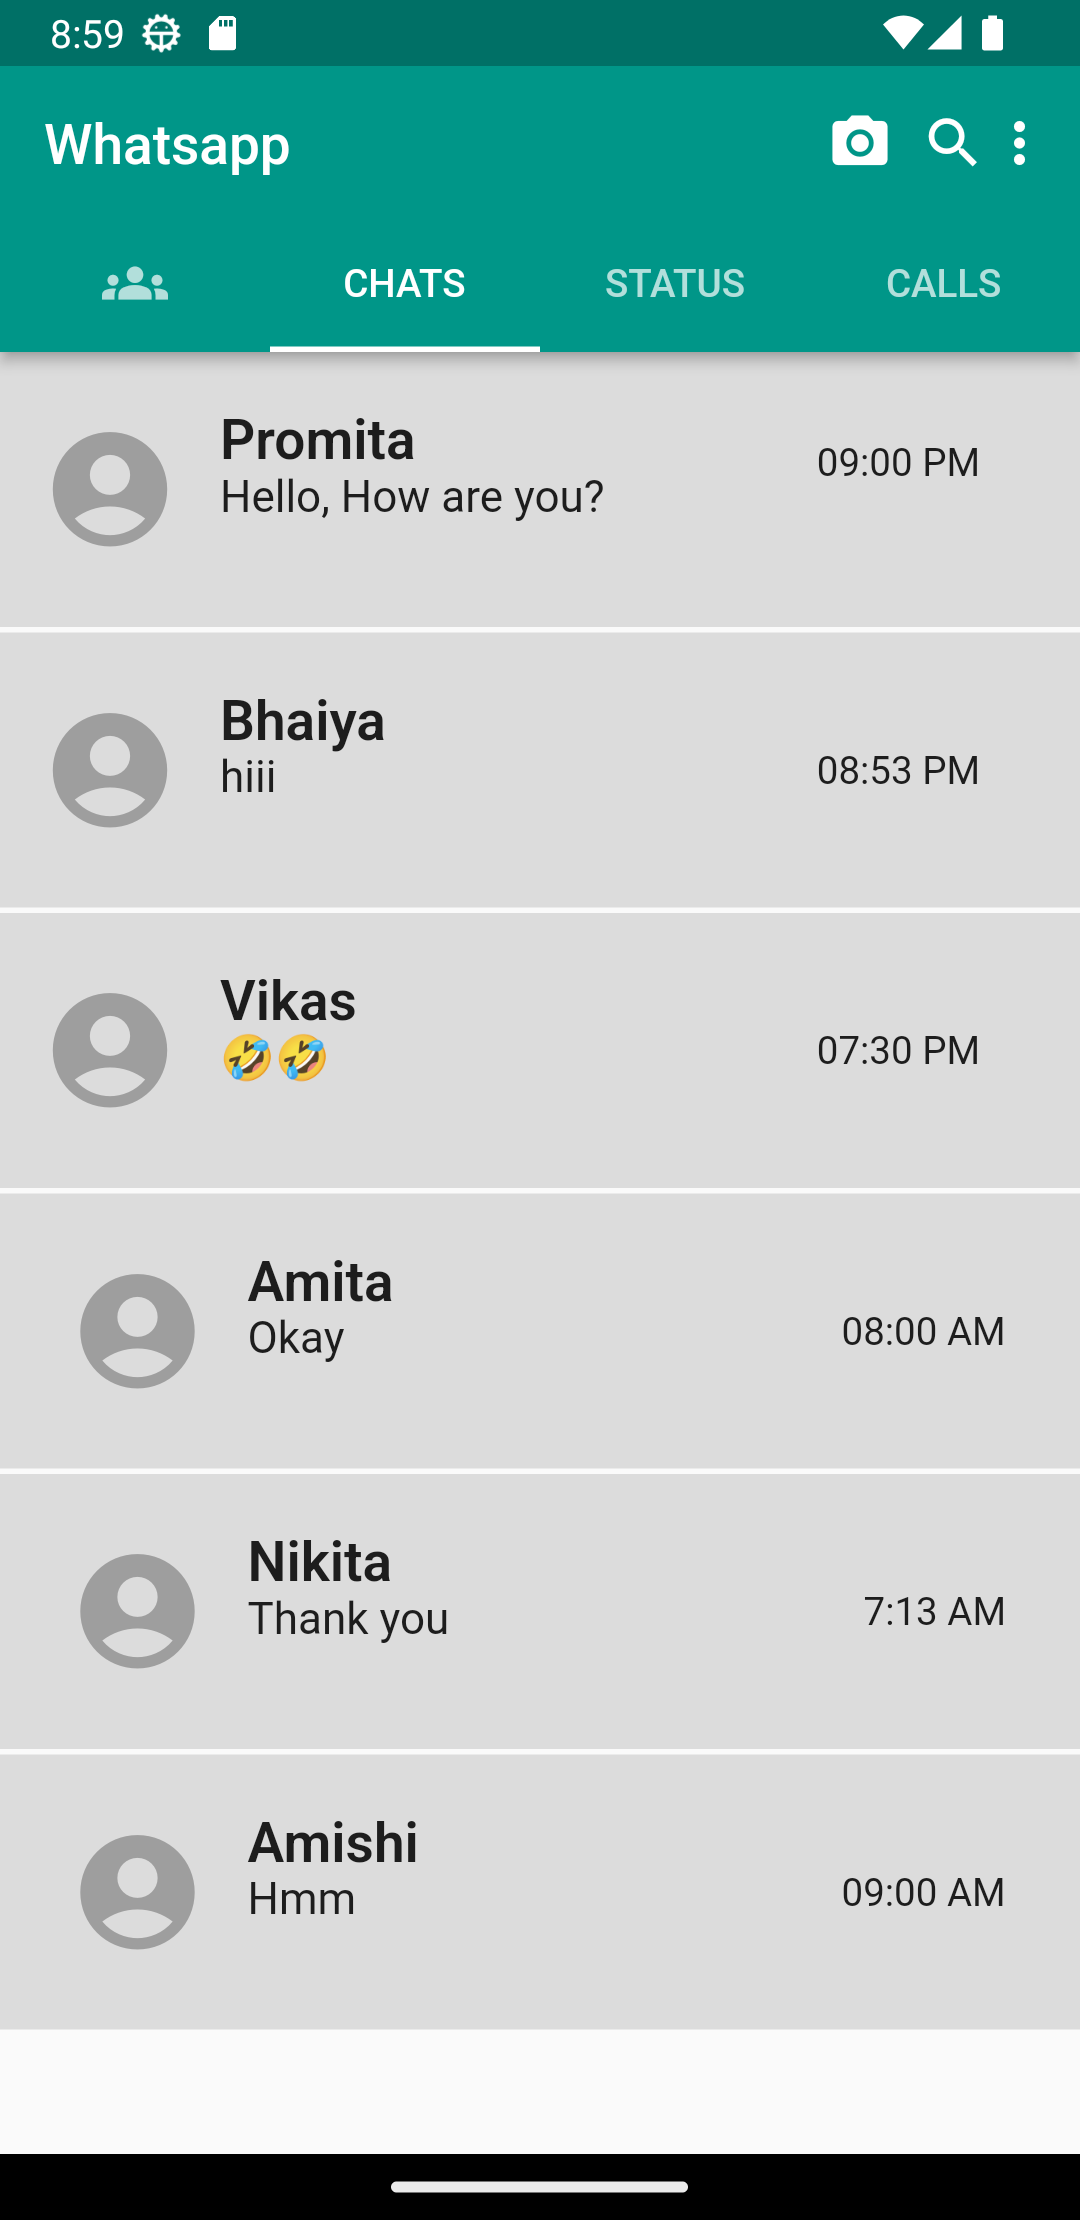 8:59
Whatsapp
CHATS STATUS CALLS
Promita
09:00 PM
Hello, How are you?
Bhaiya
hiii
08:53 PM
Vikas
🤣🤣
07:30 PM
Amita
Okay
08:00 AM
Nikita
Thank you
7:13 AM
Amishi
Hmm
09:00 AM